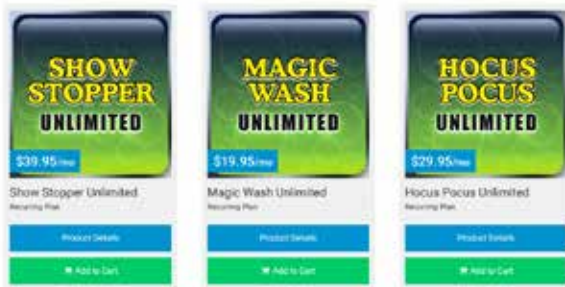 SHOW
STOPPER
UNLIMITED
$39.95/mo
Show Stopper Unlimited
Recurring Plan
Product Details
Add to Cart
MAGIC
WASH
UNLIMITED
$19.95/mo
Magic Wash Unlimited
Recurring Plan
Product Details
Add to Cart
HOCUS
POCUS
UNLIMITED
$29.95/mo
Hocus Pocus Unlimited
Recurring Plan
Product Details
Add to Cart